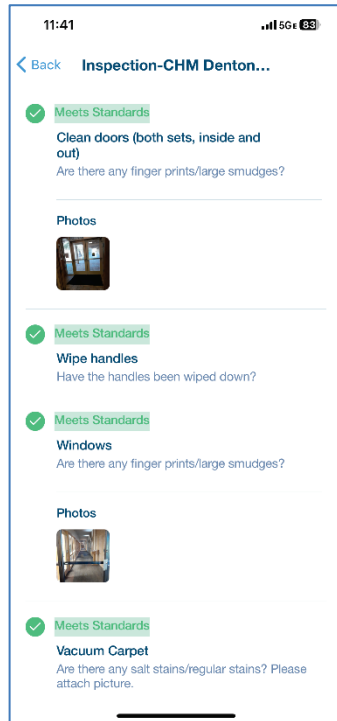 11:41
5GE 83
Back Inspection-CHM Denton...
Meets Standards
Clean doors (both sets, inside and
out)
Are there any finger prints/large smudges?
Photos
Meets Standards
Wipe handles
Have the handles been wiped down?
Meets Standards
Windows
Are there any finger prints/large smudges?
Photos
Meets Standards
Vacuum Carpet
Are there any salt stains/regular stains? Please
attach picture.